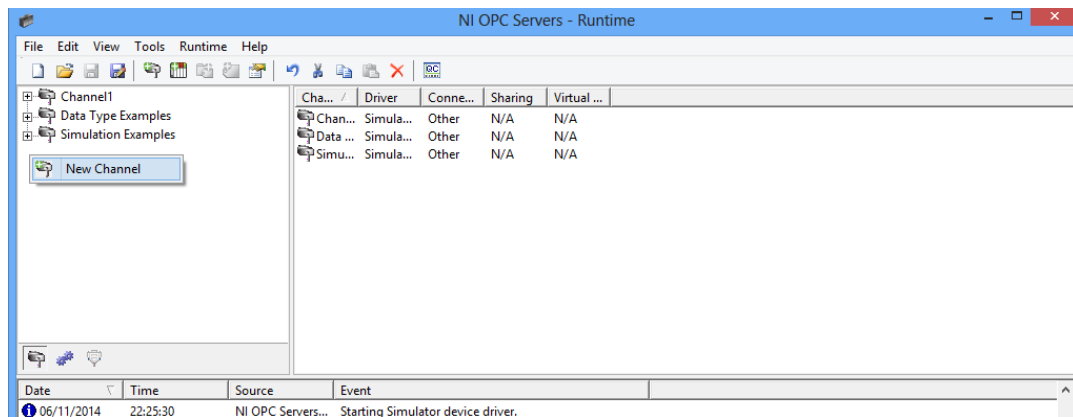 NI OPC Servers - Runtime
File Edit View Tools Runtime Help
QC
Channel1
Data Type Examples
Simulation Examples
New Channel
Cha... Driver Conne... Sharing Virtual ...
Chan... Simula... Other N/A N/A
Data ... Simula... Other N/A N/A
Simu... Simula... Other N/A N/A
Date Time Source Event
06/11/2014 22:25:30 NI OPC Servers... Starting Simulator device driver.